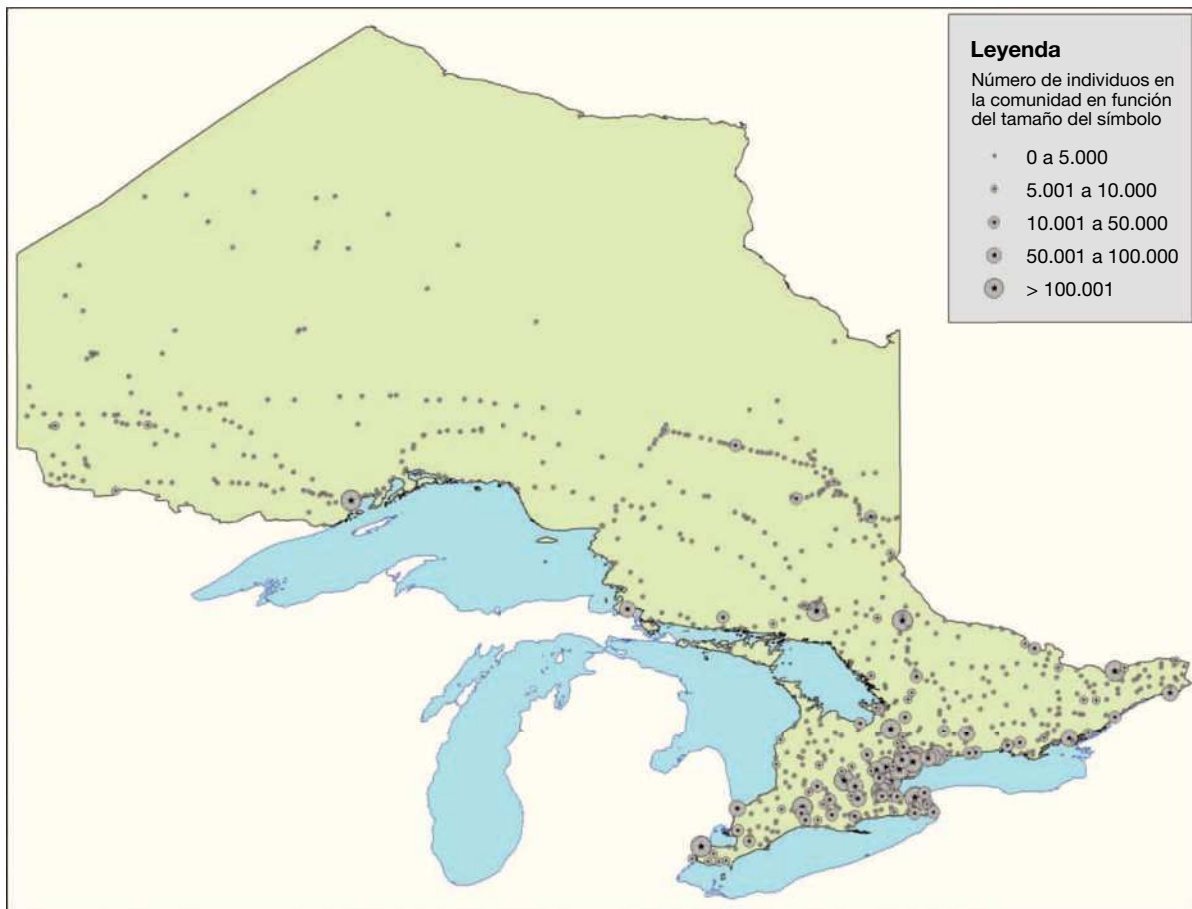 Leyenda
Número de individuos en
la comunidad en función
del tamaño del símbolo
0 a 5.000
5.001 a 10.000
10.001 a 50.000
50.001 a 100.000
> 100.001